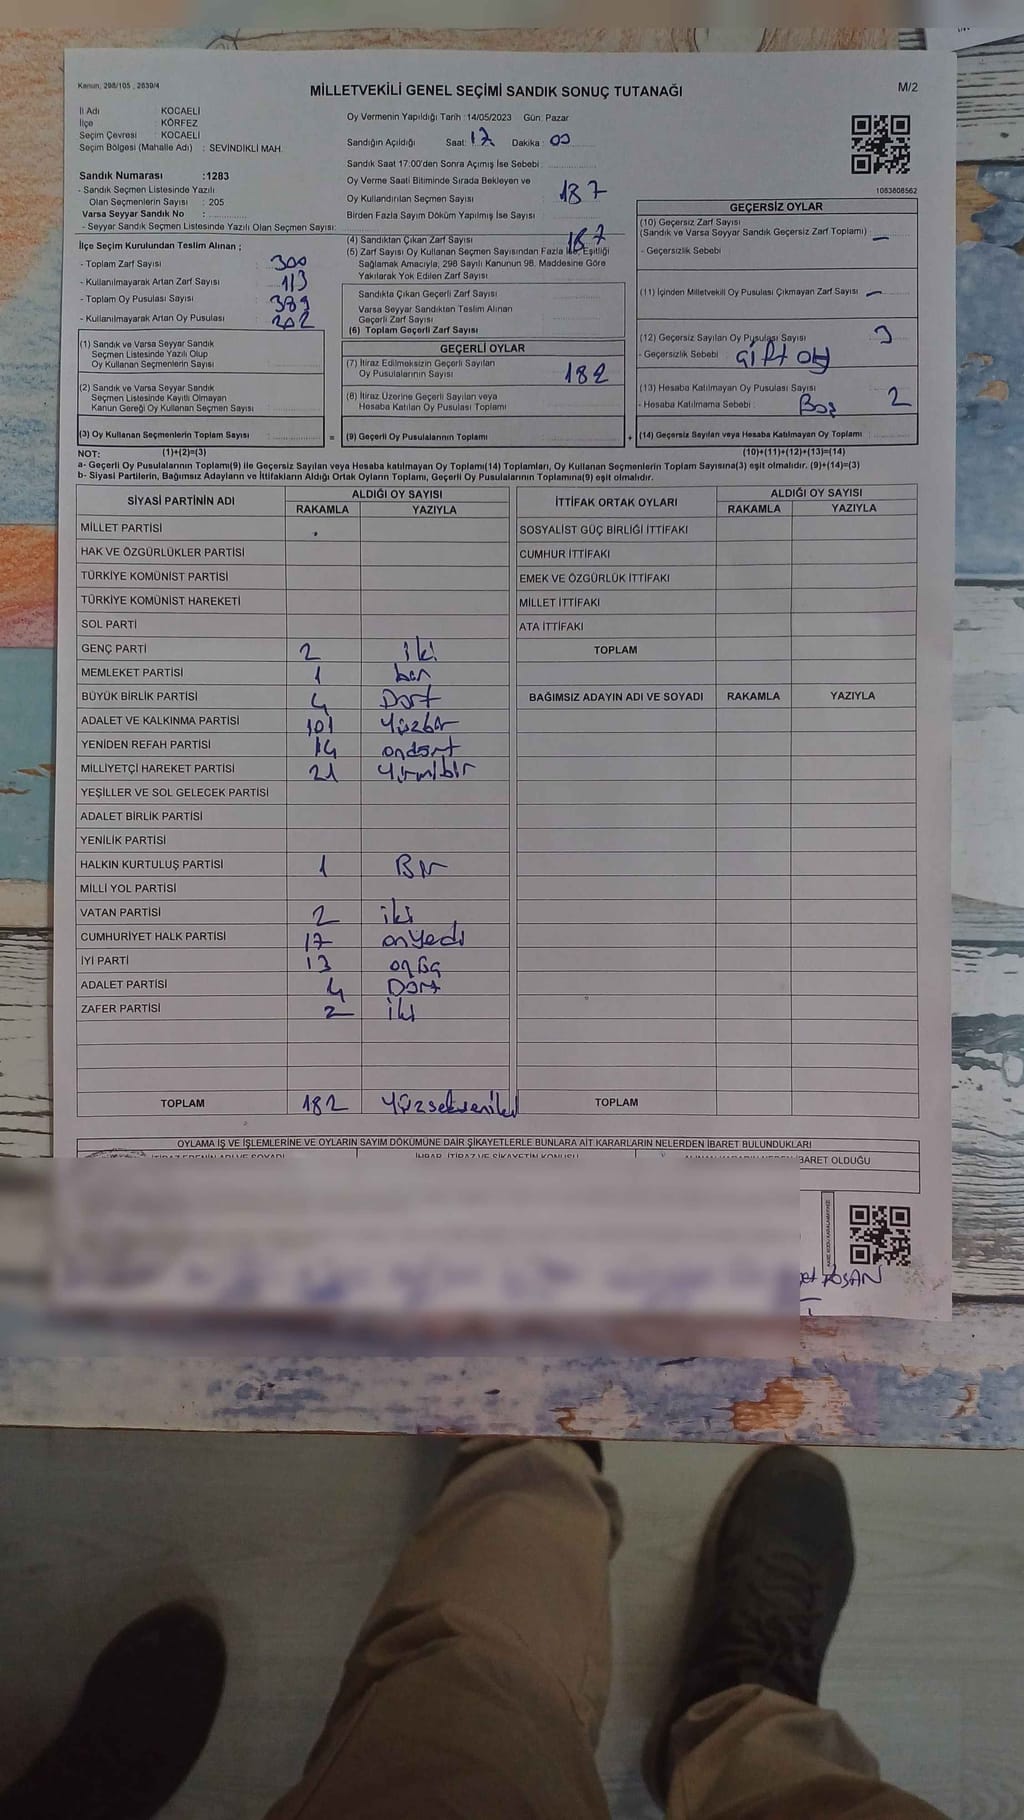 Kanun, 298/105 , 2839/4
MİLLETVEKİLİ GENEL SEÇİMİ SANDIK SONUÇ TUTANAĞI
M/2
İl Adı KOCAELİ
İlçe KÖRFEZ
Seçim Çevresi : KOCAELİ
Seçim Bölgesi (Mahalle Adı) : SEVİNDİKLİ MAH.
Sandık Numarası :1283
- Sandık Seçmen Listesinde Yazılı
Olan Seçmenlerin Sayısı : 205
Varsa Seyyar Sandık No :
- Seyyar Sandık Seçmen Listesinde Yazılı Olan Seçmen Sayısı:
İlçe Seçim Kurulundan Teslim Alınan ;
- Toplam Zarf Sayısı : 300
- Kullanılmayarak Artan Zarf Sayısı : 113
- Toplam Oy Pusulası Sayısı : 389
- Kullanılmayarak Artan Oy Pusulası : 202
(1) Sandık ve Varsa Seyyar Sandık
Seçmen Listesinde Yazılı Olup
Oy Kullanan Seçmenlerin Sayısı
(2) Sandık ve Varsa Seyyar Sandık
Seçmen Listesinde Kayıtlı Olmayan
Kanun Gereği Oy Kullanan Seçmen Sayısı
(3) Oy Kullanan Seçmenlerin Toplam Sayısı
Oy Vermenin Yapıldığı Tarih :14/05/2023 Gün: Pazar
Sandığın Açıldığı Saat: 17 Dakika : 00
Sandık Saat 17:00'den Sonra Açımış İse Sebebi :
Oy Verme Saati Bitiminde Sırada Bekleyen ve
Oy Kullandırılan Seçmen Sayısı 187
Birden Fazla Sayım Döküm Yapılmış İse Sayısı
(4) Sandıktan Çıkan Zarf Sayısı 187
(5) Zarf Sayısı Oy Kullanan Seçmen Sayısından Fazla İse, Eşitliği
Sağlamak Amacıyla, 298 Sayılı Kanunun 98. Maddesine Göre
Yakılarak Yok Edilen Zarf Sayısı
Sandıkta Çıkan Geçerli Zarf Sayısı
Varsa Seyyar Sandıktan Teslim Alınan
Geçerli Zarf Sayısı
(6) Toplam Geçerli Zarf Sayısı
GEÇERLİ OYLAR
(7) İtiraz Edilmeksizin Geçerli Sayılan
Oy Pusulalarının Sayısı 182
(8) İtiraz Üzerine Geçerli Sayılan veya
Hesaba Katılan Oy Pusulası Toplamı
= (9) Geçerli Oy Pusulalarının Toplamı
1083808562
GEÇERSİZ OYLAR
(10) Geçersiz Zarf Sayısı
(Sandık ve Varsa Seyyar Sandık Geçersiz Zarf Toplamı) –
- Geçersizlik Sebebi
(11) İçinden Milletvekili Oy Pusulası Çıkmayan Zarf Sayısı –
(12) Geçersiz Sayılan Oy Pusulası Sayısı 3
- Geçersizlik Sebebi : Çift oy
(13) Hesaba Katılmayan Oy Pusulası Sayısı
- Hesaba Katılmama Sebebi : Boş 2
+ (14) Geçersiz Sayılan veya Hesaba Katılmayan Oy Toplamı
NOT: (1)+(2)=(3) (10)+(11)+(12)+(13)=(14)
a- Geçerli Oy Pusulalarının Toplamı(9) ile Geçersiz Sayılan veya Hesaba katılmayan Oy Toplamı(14) Toplamları, Oy Kullanan Seçmenlerin Toplam Sayısına(3) eşit olmalıdır. (9)+(14)=(3)
b- Siyasi Partilerin, Bağımsız Adayların ve İttifakların Aldığı Ortak Oyların Toplamı, Geçerli Oy Pusulalarının Toplamına(9) eşit olmalıdır.
SİYASİ PARTİNİN ADI ALDIĞI OY SAYISI
RAKAMLA YAZIYLA
MİLLET PARTİSİ
HAK VE ÖZGÜRLÜKLER PARTİSİ
TÜRKİYE KOMÜNİST PARTİSİ
TÜRKİYE KOMÜNİST HAREKETİ
SOL PARTİ
GENÇ PARTİ 2 iki
MEMLEKET PARTİSİ 1 bir
BÜYÜK BİRLİK PARTİSİ 4 Dört
ADALET VE KALKINMA PARTİSİ 101 Yüzbir
YENİDEN REFAH PARTİSİ 14 ondört
MİLLİYETÇİ HAREKET PARTİSİ 21 Yirmibir
YEŞİLLER VE SOL GELECEK PARTİSİ
ADALET BİRLİK PARTİSİ
YENİLİK PARTİSİ
HALKIN KURTULUŞ PARTİSİ 1 Bir
MİLLİ YOL PARTİSİ
VATAN PARTİSİ 2 iki
CUMHURİYET HALK PARTİSİ 17 onyedi
İYİ PARTİ 13 onüç
ADALET PARTİSİ 4 Dört
ZAFER PARTİSİ 2 iki
TOPLAM 182 Yüzsekseniki
İTTİFAK ORTAK OYLARI ALDIĞI OY SAYISI
RAKAMLA YAZIYLA
SOSYALİST GÜÇ BİRLİĞİ İTTİFAKI
CUMHUR İTTİFAKI
EMEK VE ÖZGÜRLÜK İTTİFAKI
MİLLET İTTİFAKI
ATA İTTİFAKI
TOPLAM
BAĞIMSIZ ADAYIN ADI VE SOYADI RAKAMLA YAZIYLA
TOPLAM
OYLAMA İŞ VE İŞLEMLERİNE VE OYLARIN SAYIM DÖKÜMÜNE DAİR ŞİKAYETLERLE BUNLARA AİT KARARLARIN NELERDEN İBARET BULUNDUKLARI
İTİRAZ EDENİN ADI VE SOYADI İHBAR, İTİRAZ VE ŞİKAYETİN KONUSU ALINAN KARARIN NEDEN İBARET OLDUĞU